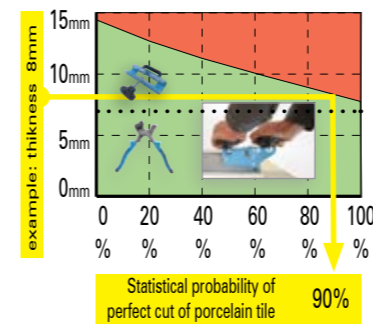 15mm
10mm
5mm
0mm
example: thikness 8mm
0 20 40 60 80 100
% % % % % %
Statistical probability of
perfect cut of porcelain tile
90%